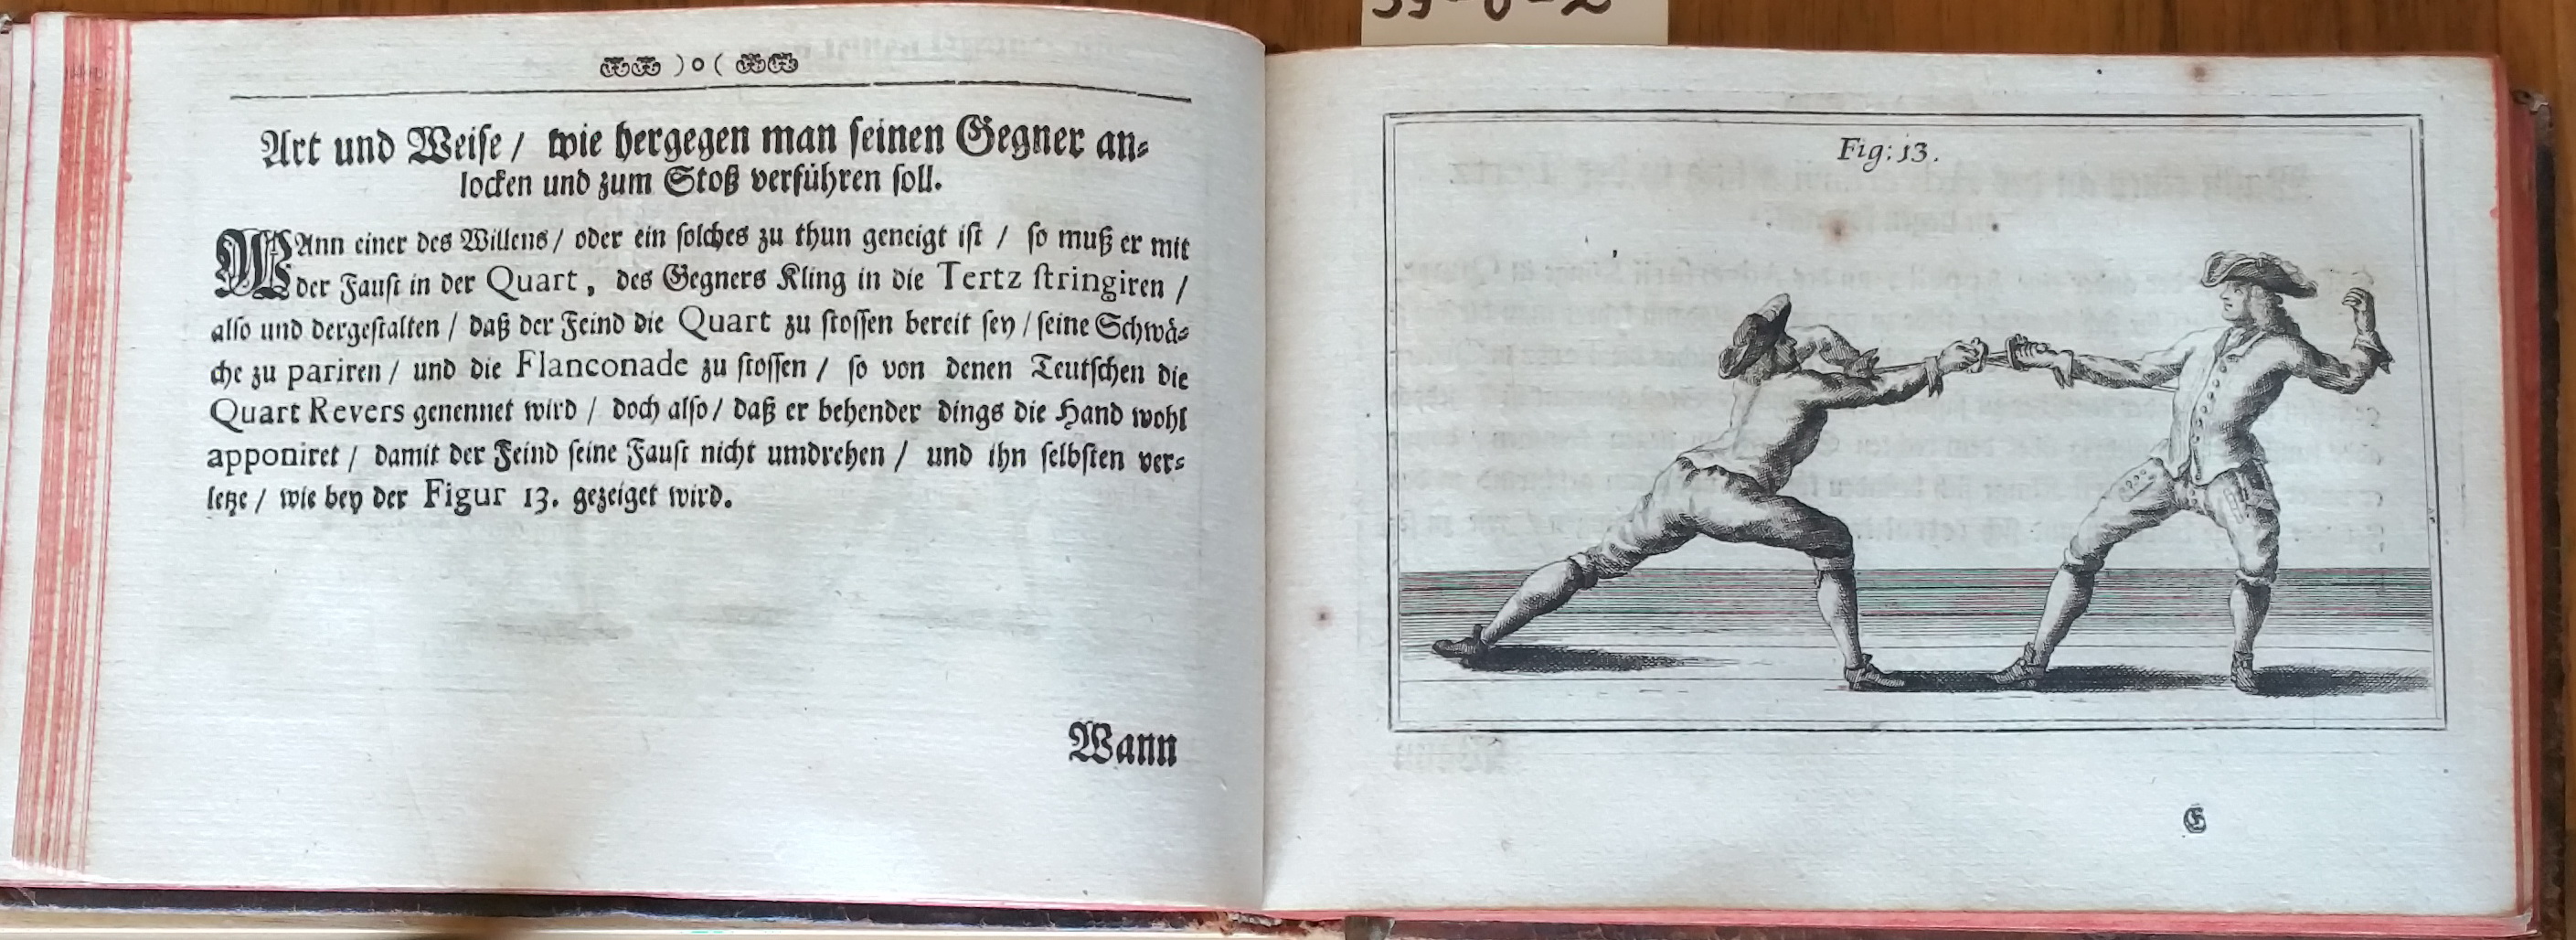 ) o (
Art und Weise / wie hergegen man seinen Gegner an-
locken und zum Stoß verführen soll.
WAnn einer des Willens / oder ein solches zu thun geneigt ist / so muß er mit
der Faust in der Quart, des Gegners Kling in die Tertz stringiren /
also und dergestalten / daß der Feind die Quart zu stossen bereit sey / seine Schwä-
che zu pariren / und die Flanconade zu stossen / so von denen Teutschen die
Quart Revers genennet wird / doch also / daß er behender dings die Hand wohl
apponiret / damit der Feind seine Faust nicht umdrehen / und ihn selbsten ver-
letze / wie bey der Figur 13. gezeiget wird.
Wann
Fig: 13.